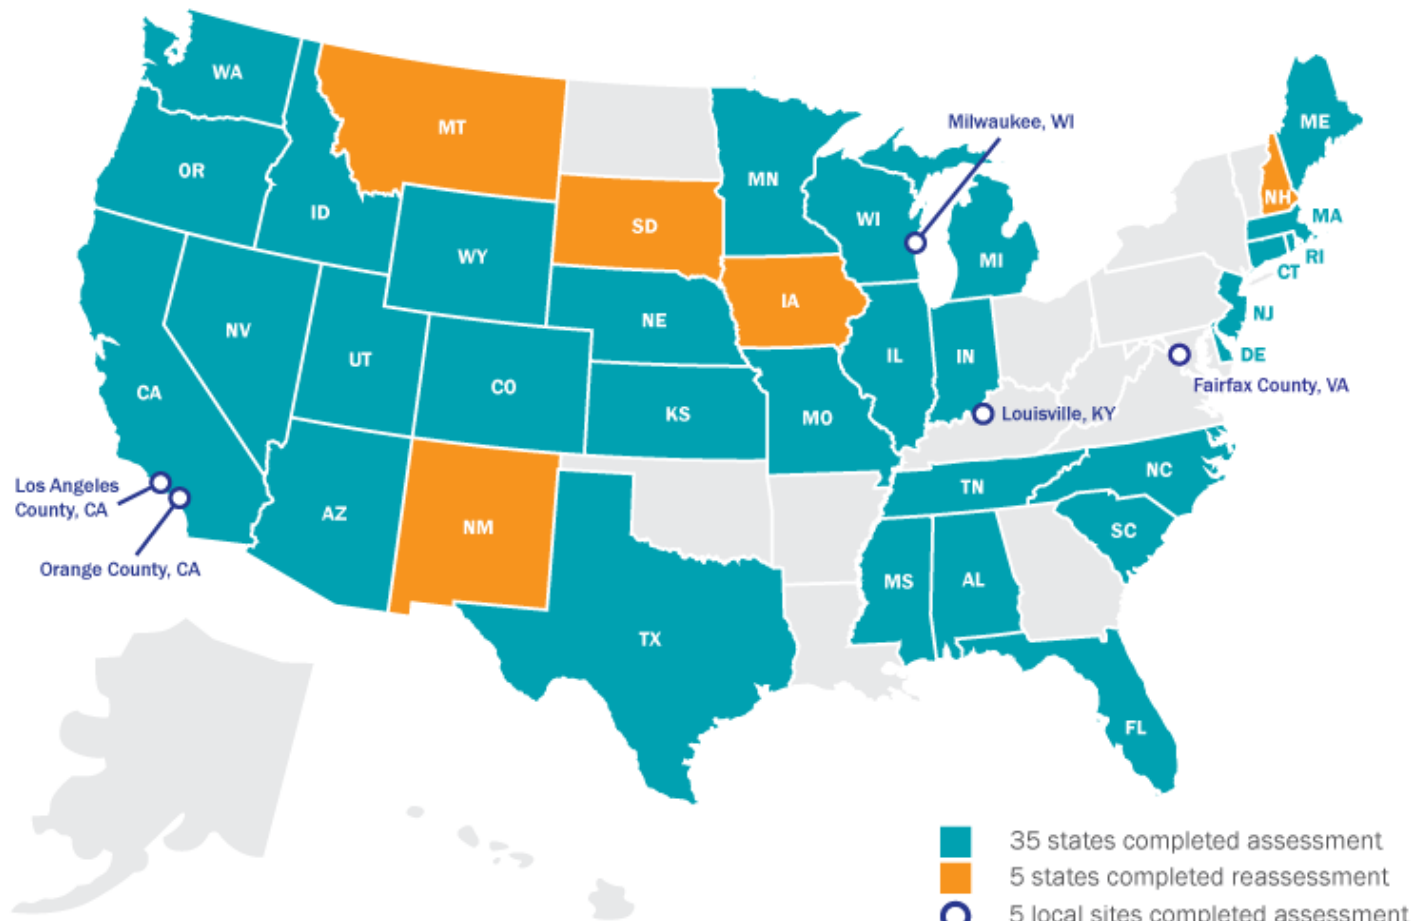 WA
MT
ME
Milwaukee, WI
OR
MN
ID
NH
WI
MA
SD
WY
MI
RI
CT
IA
NE
NJ
NV
UT
IL
IN
DE
CO
Fairfax County, VA
CA
KS
MO
Louisville, KY
Los Angeles
County, CA
NC
TN
AZ
NM
SC
Orange County, CA
MS
AL
TX
FL
35 states completed assessment
5 states completed reassessment
5 local sites completed assessment